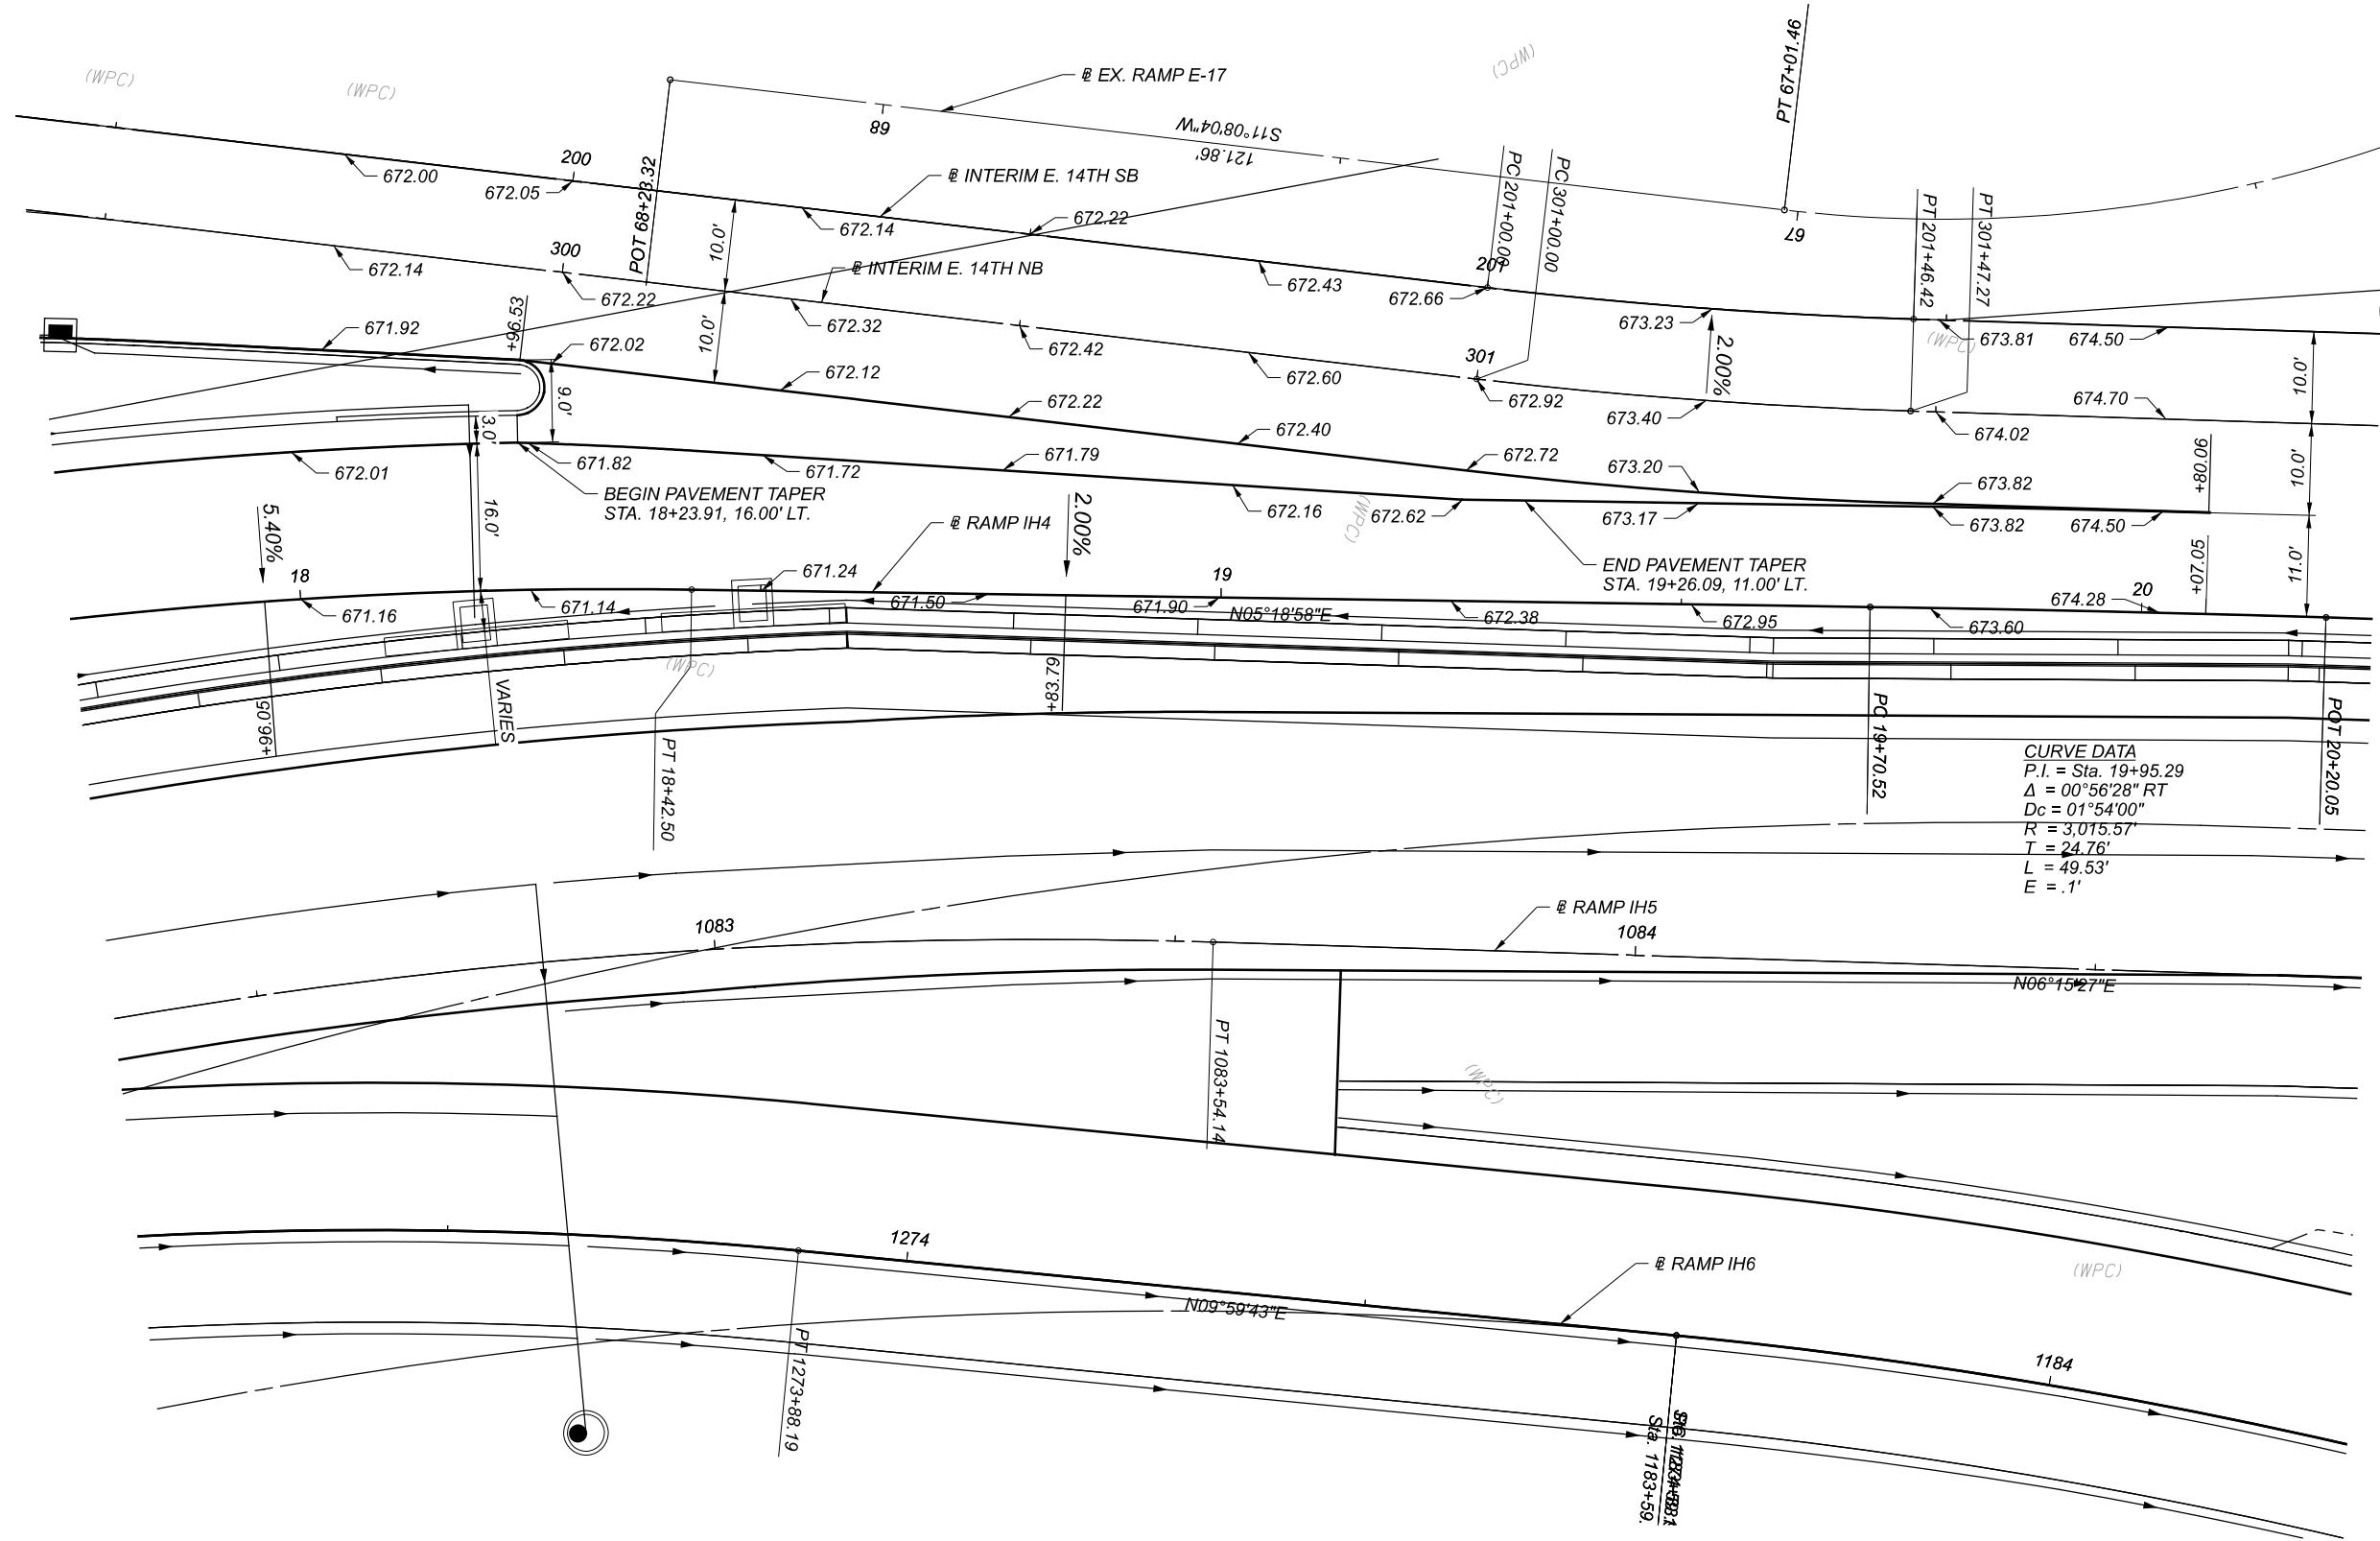 (WPC)
(WPC)
(WPC)
℄ EX. RAMP E-17
PT 67+01.46
68
S11°08'04"W
121.86'
67
200
672.00
672.05
POT 68+23.32
℄ INTERIM E. 14TH SB
672.14
672.22
10.0'
PC 201+00.00
PC 301+00.00
PT 201+46.42
PT 301+47.27
201
672.43
672.66
673.23
2.00%
673.81
(WPC)
674.50
10.0'
672.14
300
672.22
℄ INTERIM E. 14TH NB
672.32
10.0'
672.42
672.60
301
672.92
673.40
674.70
674.02
671.92
+96.53
672.02
672.12
672.22
672.40
672.72
673.20
673.82
+80.06
10.0'
9.0'
3.0'
672.01
671.82
671.72
671.79
672.16
672.62
673.17
673.82
674.50
(WPC)
BEGIN PAVEMENT TAPER
STA. 18+23.91, 16.00' LT.
END PAVEMENT TAPER
STA. 19+26.09, 11.00' LT.
5.40%
16.0'
2.00%
℄ RAMP IH4
+07.05
11.0'
18
671.16
671.14
671.24
671.50
671.90
19
N05°18'58"E
672.38
672.95
673.60
674.28
20
(WPC)
+96.05
VARIES
PT 18+42.50
+83.79
PC 19+70.52
POT 20+20.05
CURVE DATA
P.I. = Sta. 19+95.29
Δ = 00°56'28" RT
Dc = 01°54'00"
R = 3,015.57'
T = 24.76'
L = 49.53'
E = .1'
1083
℄ RAMP IH5
1084
N06°15'27"E
PT 1083+54.14
(WPC)
1274
℄ RAMP IH6
(WPC)
N09°59'43"E
PT 1273+88.19
1184
Sta. 1183+59.